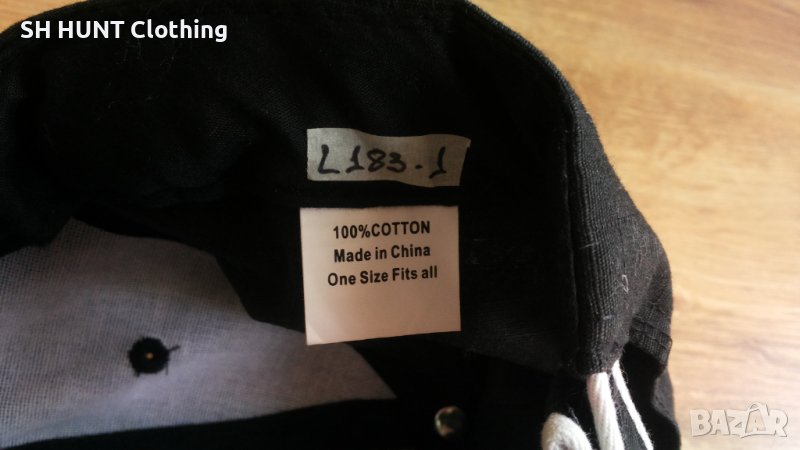 SH HUNT Clothing
L183-1
100%COTTON
Made in China
One Size Fits all
BAZAR